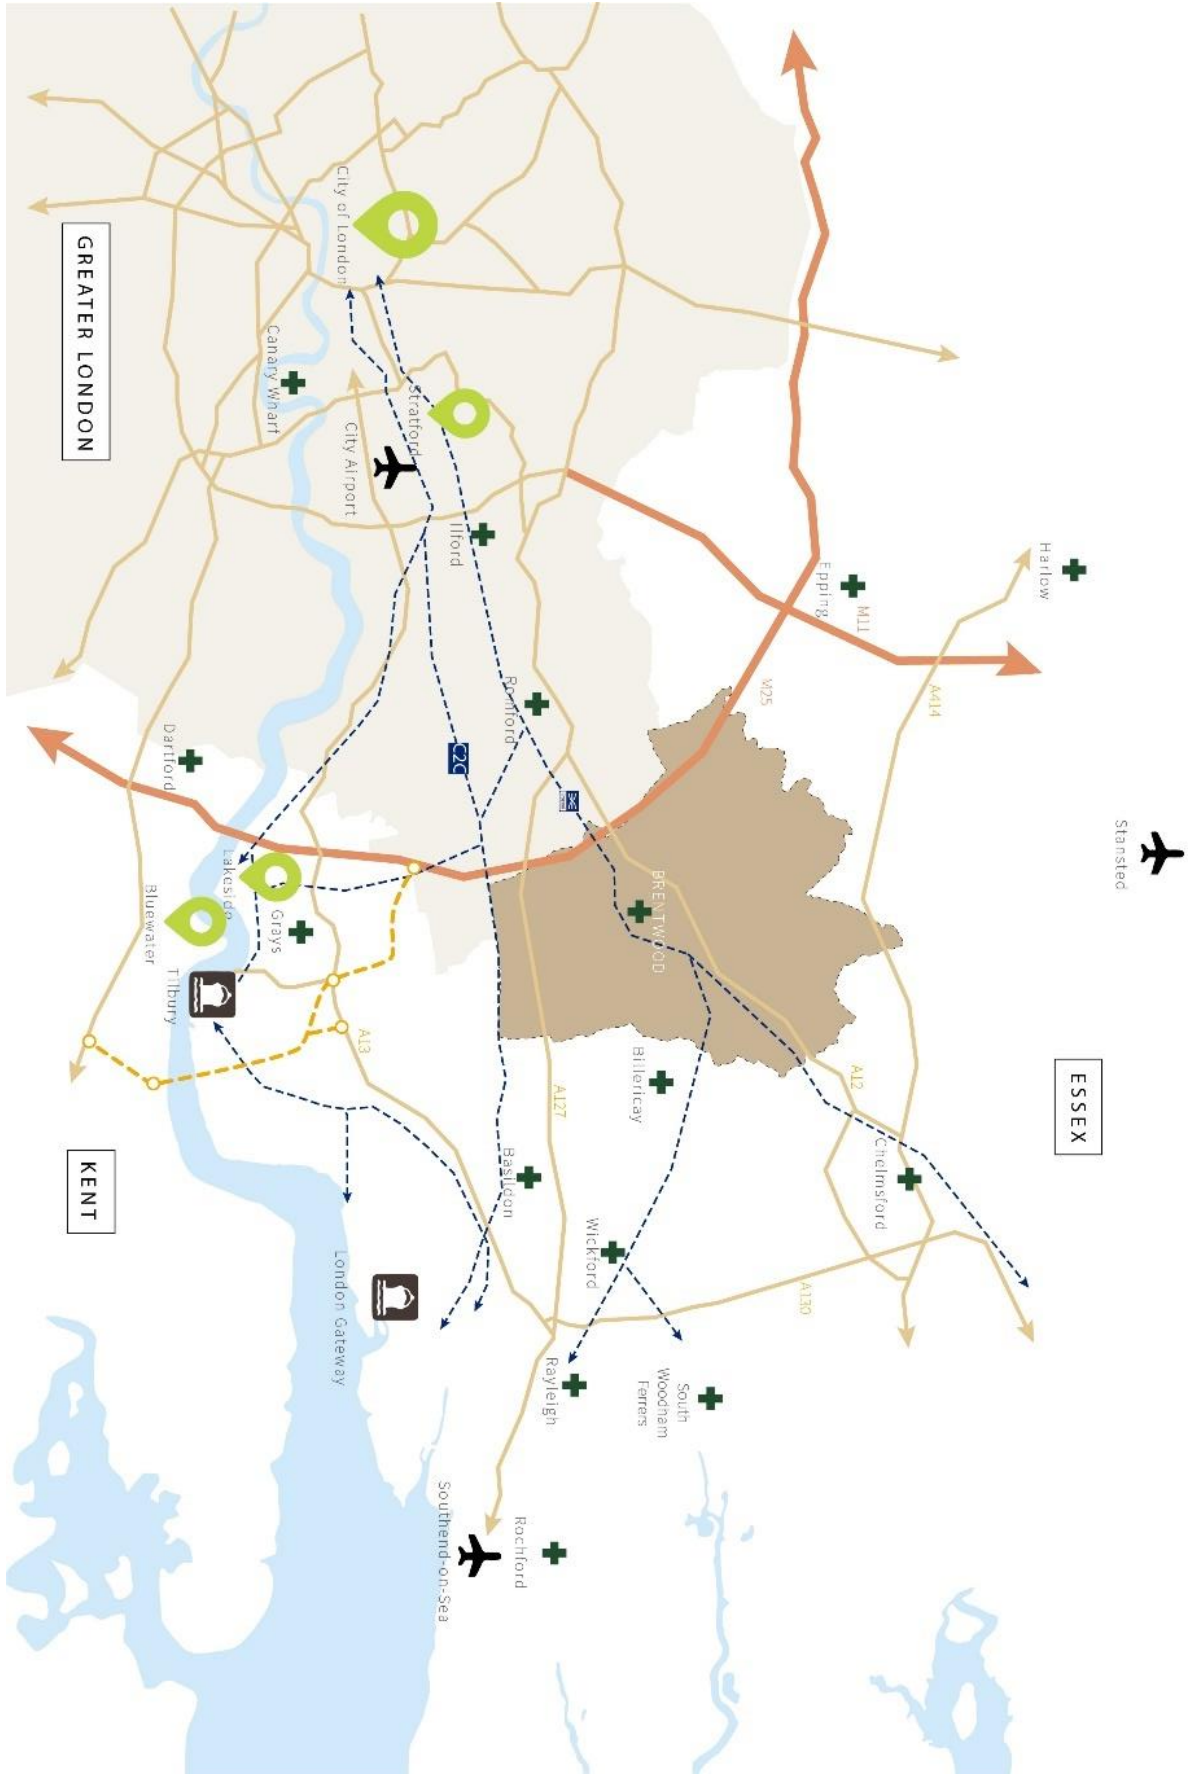 Harlow
Stansted
Epping
M11
A414
M25
ESSEX
BRENTWOOD
A12
Chelmsford
Romford
Billericay
A130
South
Woodham
Ferrers
Ilford
C2C
A127
Basildon
Wickford
Rayleigh
Rochford
Southend-on-Sea
City of London
Stratford
City Airport
Canary Wharf
A13
London Gateway
Lakeside
Grays
Dartford
Bluewater
Tilbury
GREATER LONDON
KENT